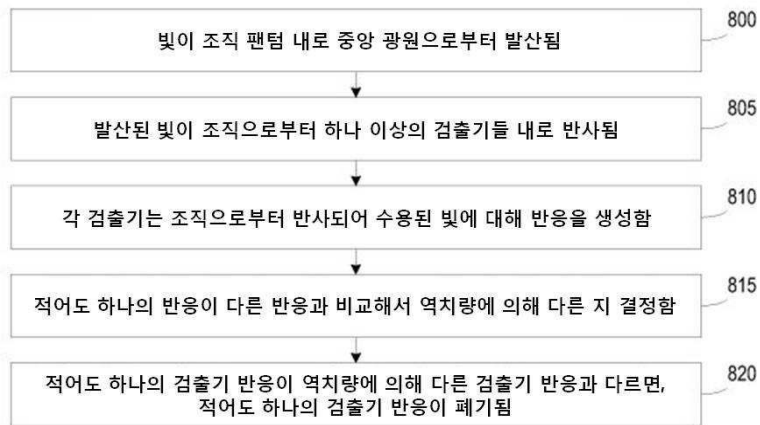 800
빛이 조직 팬텀 내로 중앙 광원으로부터 발산됨
805
발산된 빛이 조직으로부터 하나 이상의 검출기들 내로 반사됨
810
각 검출기는 조직으로부터 반사되어 수용된 빛에 대해 반응을 생성함
815
적어도 하나의 반응이 다른 반응과 비교해서 역치량에 의해 다른 지 결정함
820
적어도 하나의 검출기 반응이 역치량에 의해 다른 검출기 반응과 다르면,
적어도 하나의 검출기 반응이 폐기됨